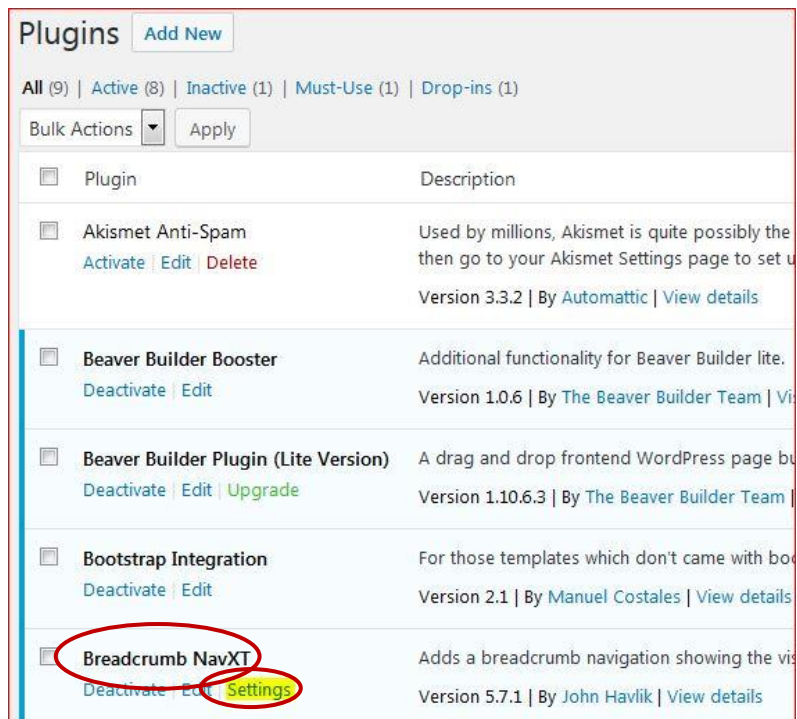 Plugins Add New
All (9) | Active (8) | Inactive (1) | Must-Use (1) | Drop-ins (1)
Bulk Actions Apply
Plugin Description
Akismet Anti-Spam Used by millions, Akismet is quite possibly the
Activate | Edit | Delete then go to your Akismet Settings page to set
Version 3.3.2 | By Automattic | View details
Beaver Builder Booster Additional functionality for Beaver Builder lite.
Deactivate | Edit Version 1.0.6 | By The Beaver Builder Team |
Beaver Builder Plugin (Lite Version) A drag and drop frontend WordPress page
Deactivate | Edit | Upgrade Version 1.10.6.3 | By The Beaver Builder Team |
Bootstrap Integration For those templates which don't came with
Deactivate | Edit Version 2.1 | By Manuel Costales | View details
Breadcrumb NavXT Adds a breadcrumb navigation showing the
Deactivate | Edit | Settings Version 5.7.1 | By John Havlik | View details